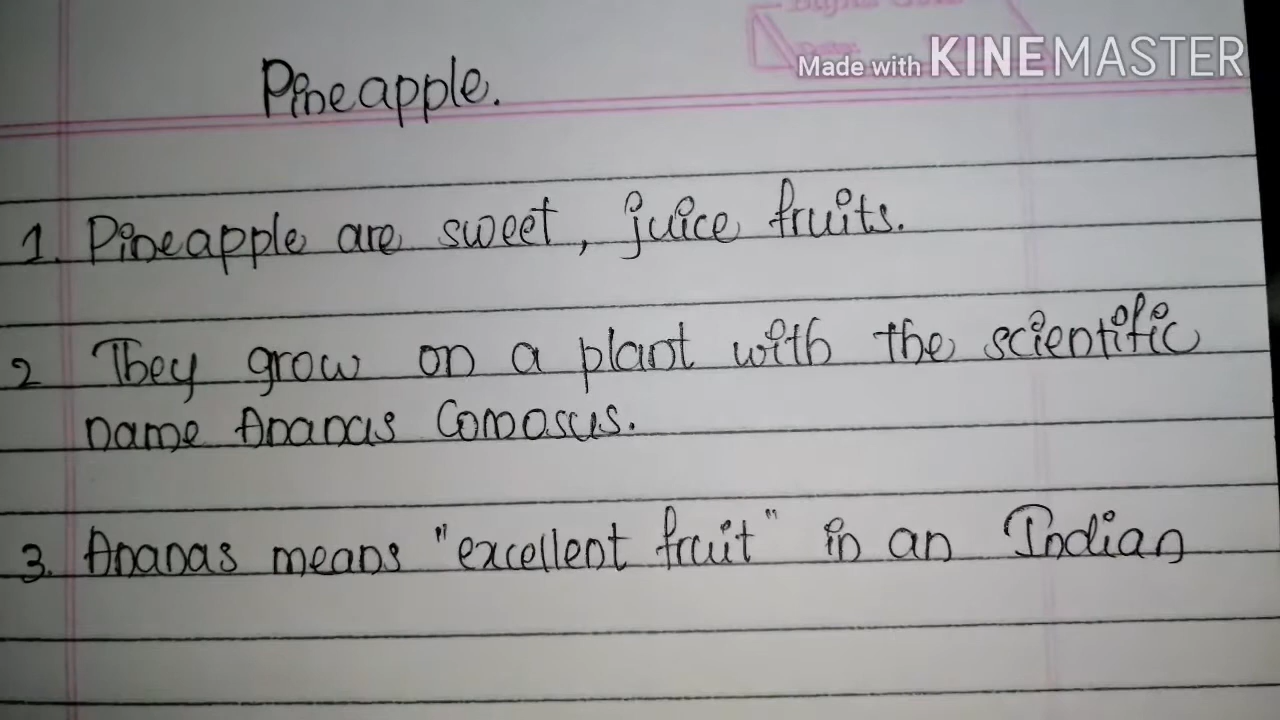 Made with KINEMASTER
Pineapple.
1. Pineapple are sweet, juice fruits.
2 They grow on a plant with the scientific
name Ananas Comosus.
3. Ananas means "excellent fruit" in an Indian